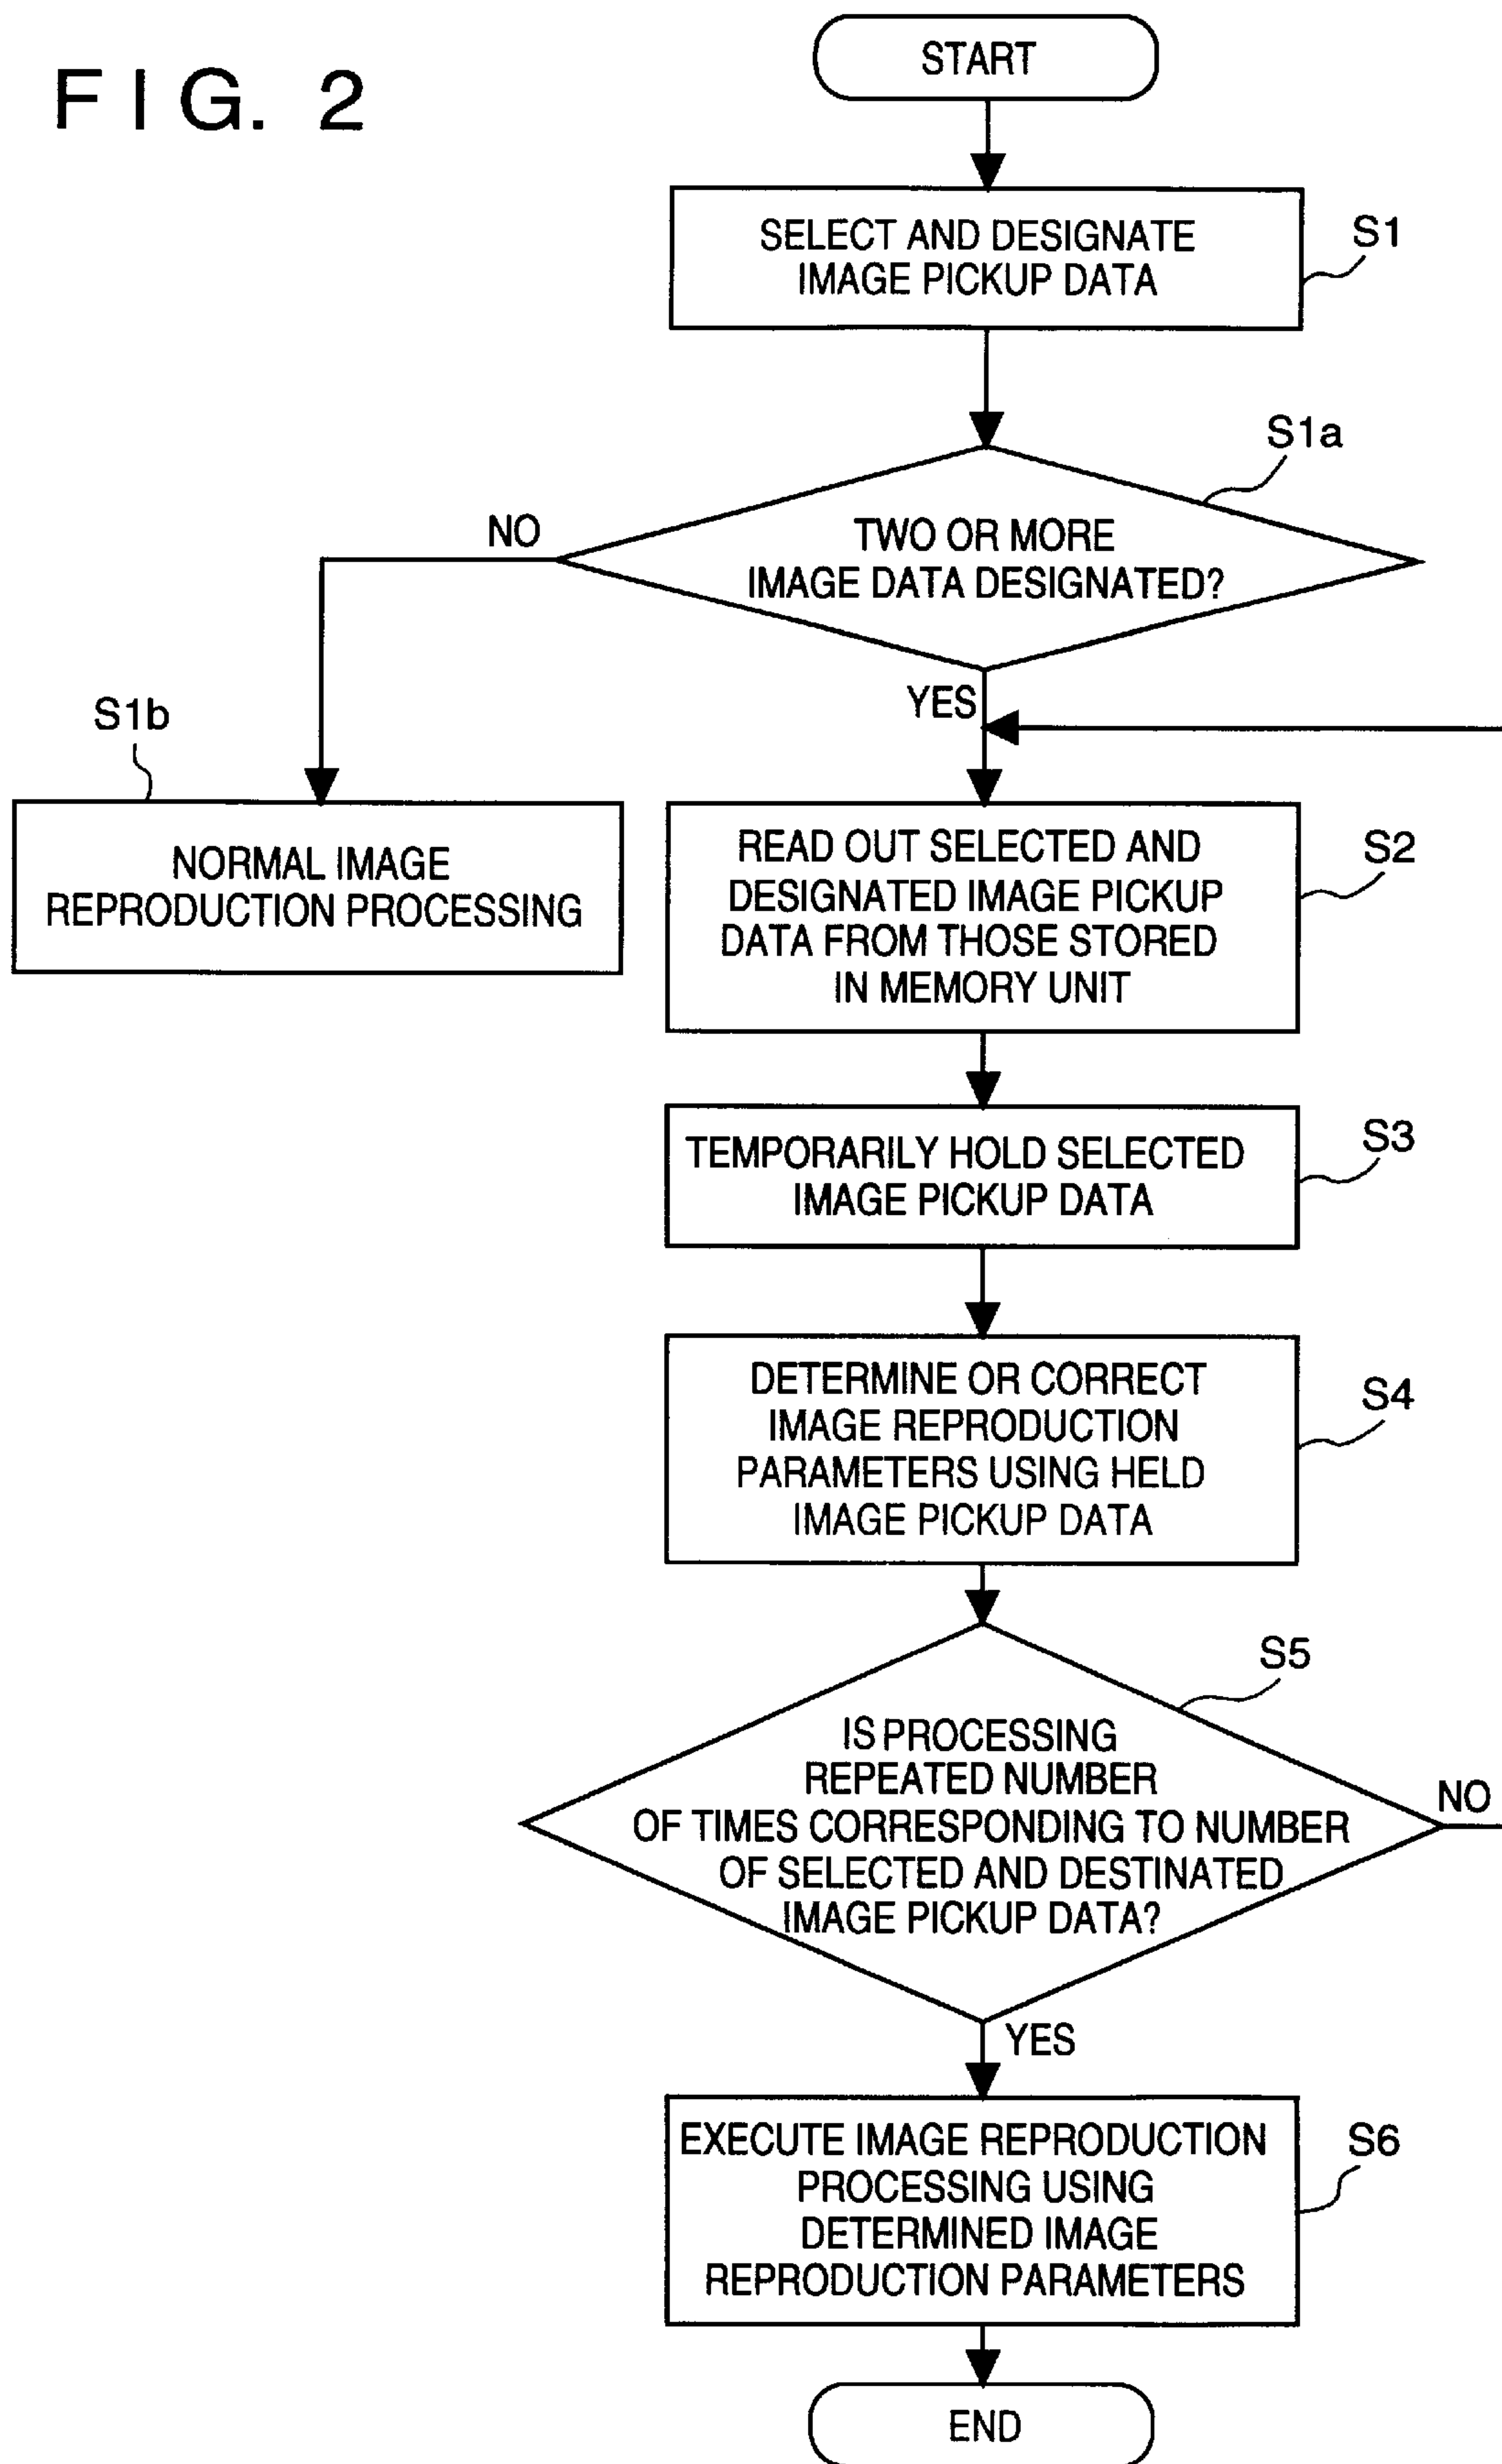 FIG. 2
START
SELECT AND DESIGNATE
IMAGE PICKUP DATA
S1
S1a
TWO OR MORE
IMAGE DATA DESIGNATED?
NO
YES
S1b
NORMAL IMAGE
REPRODUCTION PROCESSING
READ OUT SELECTED AND
DESIGNATED IMAGE PICKUP
DATA FROM THOSE STORED
IN MEMORY UNIT
S2
TEMPORARILY HOLD SELECTED
IMAGE PICKUP DATA
S3
DETERMINE OR CORRECT
IMAGE REPRODUCTION
PARAMETERS USING HELD
IMAGE PICKUP DATA
S4
S5
IS PROCESSING
REPEATED NUMBER
OF TIMES CORRESPONDING TO NUMBER
OF SELECTED AND DESTINATED
IMAGE PICKUP DATA?
NO
YES
EXECUTE IMAGE REPRODUCTION
PROCESSING USING
DETERMINED IMAGE
REPRODUCTION PARAMETERS
S6
END